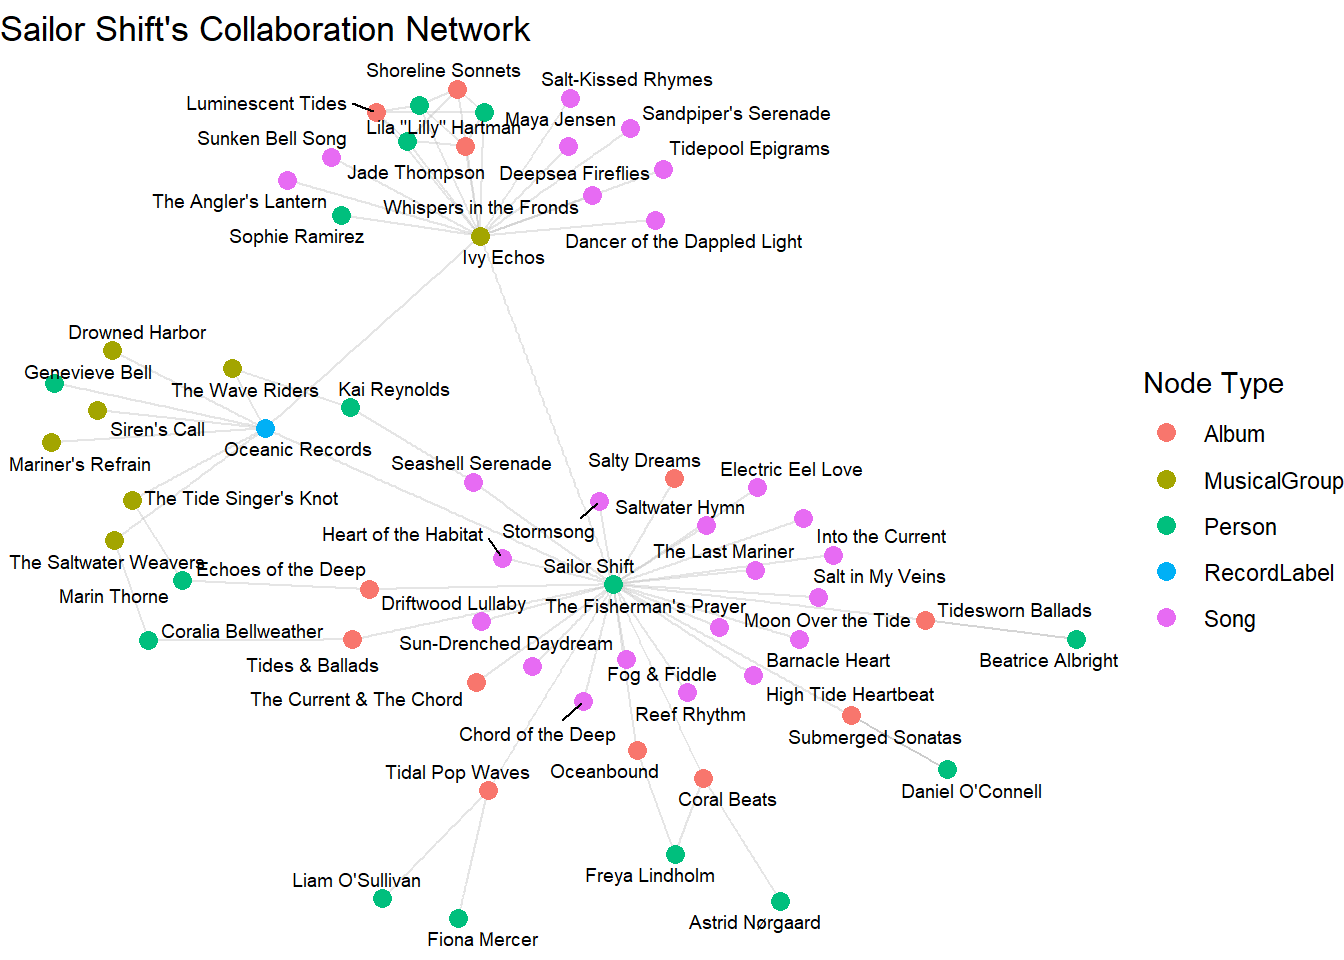 Sailor Shift's Collaboration Network
Shoreline Sonnets
Salt-Kissed Rhymes
Luminescent Tides
Sandpiper's Serenade
Maya Jensen
Lila "Lilly" Hartman
Sunken Bell Song
Tidepool Epigrams
Jade Thompson
Deepsea Fireflies
The Angler's Lantern
Whispers in the Fronds
Sophie Ramirez
Dancer of the Dappled Light
Ivy Echos
Drowned Harbor
Genevieve Bell
The Wave Riders
Kai Reynolds
Siren's Call
Oceanic Records
Mariner's Refrain
Seashell Serenade
Salty Dreams
Electric Eel Love
The Tide Singer's Knot
Saltwater Hymn
Stormsong
Heart of the Habitat
Into the Current
The Last Mariner
The Saltwater Weavers
Echoes of the Deep
Sailor Shift
Salt in My Veins
Marin Thorne
Driftwood Lullaby
The Fisherman's Prayer
Tidesworn Ballads
Moon Over the Tide
Coralia Bellweather
Sun-Drenched Daydream
Tides & Ballads
Barnacle Heart
Beatrice Albright
Fog & Fiddle
High Tide Heartbeat
The Current & The Chord
Reef Rhythm
Chord of the Deep
Submerged Sonatas
Tidal Pop Waves
Oceanbound
Coral Beats
Daniel O'Connell
Liam O'Sullivan
Freya Lindholm
Astrid Nørgaard
Fiona Mercer
Node Type
Album
MusicalGroup
Person
RecordLabel
Song